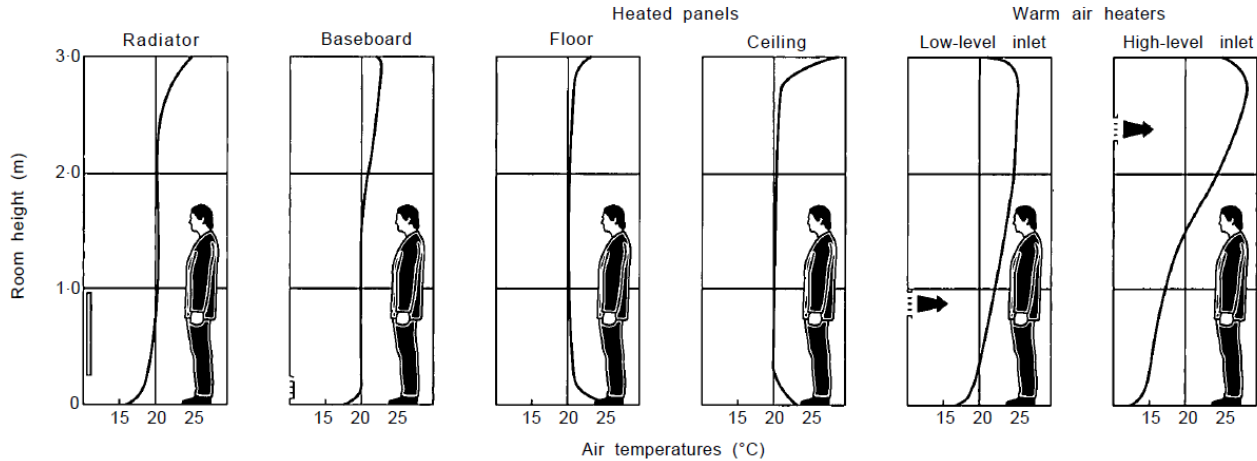 Heated panels Warm air heaters
Radiator Baseboard Floor Ceiling Low-level inlet High-level inlet
3·0
2·0
1·0
0
Room height (m)
15 20 25 15 20 25 15 20 25 15 20 25 15 20 25 15 20 25
Air temperatures (°C)